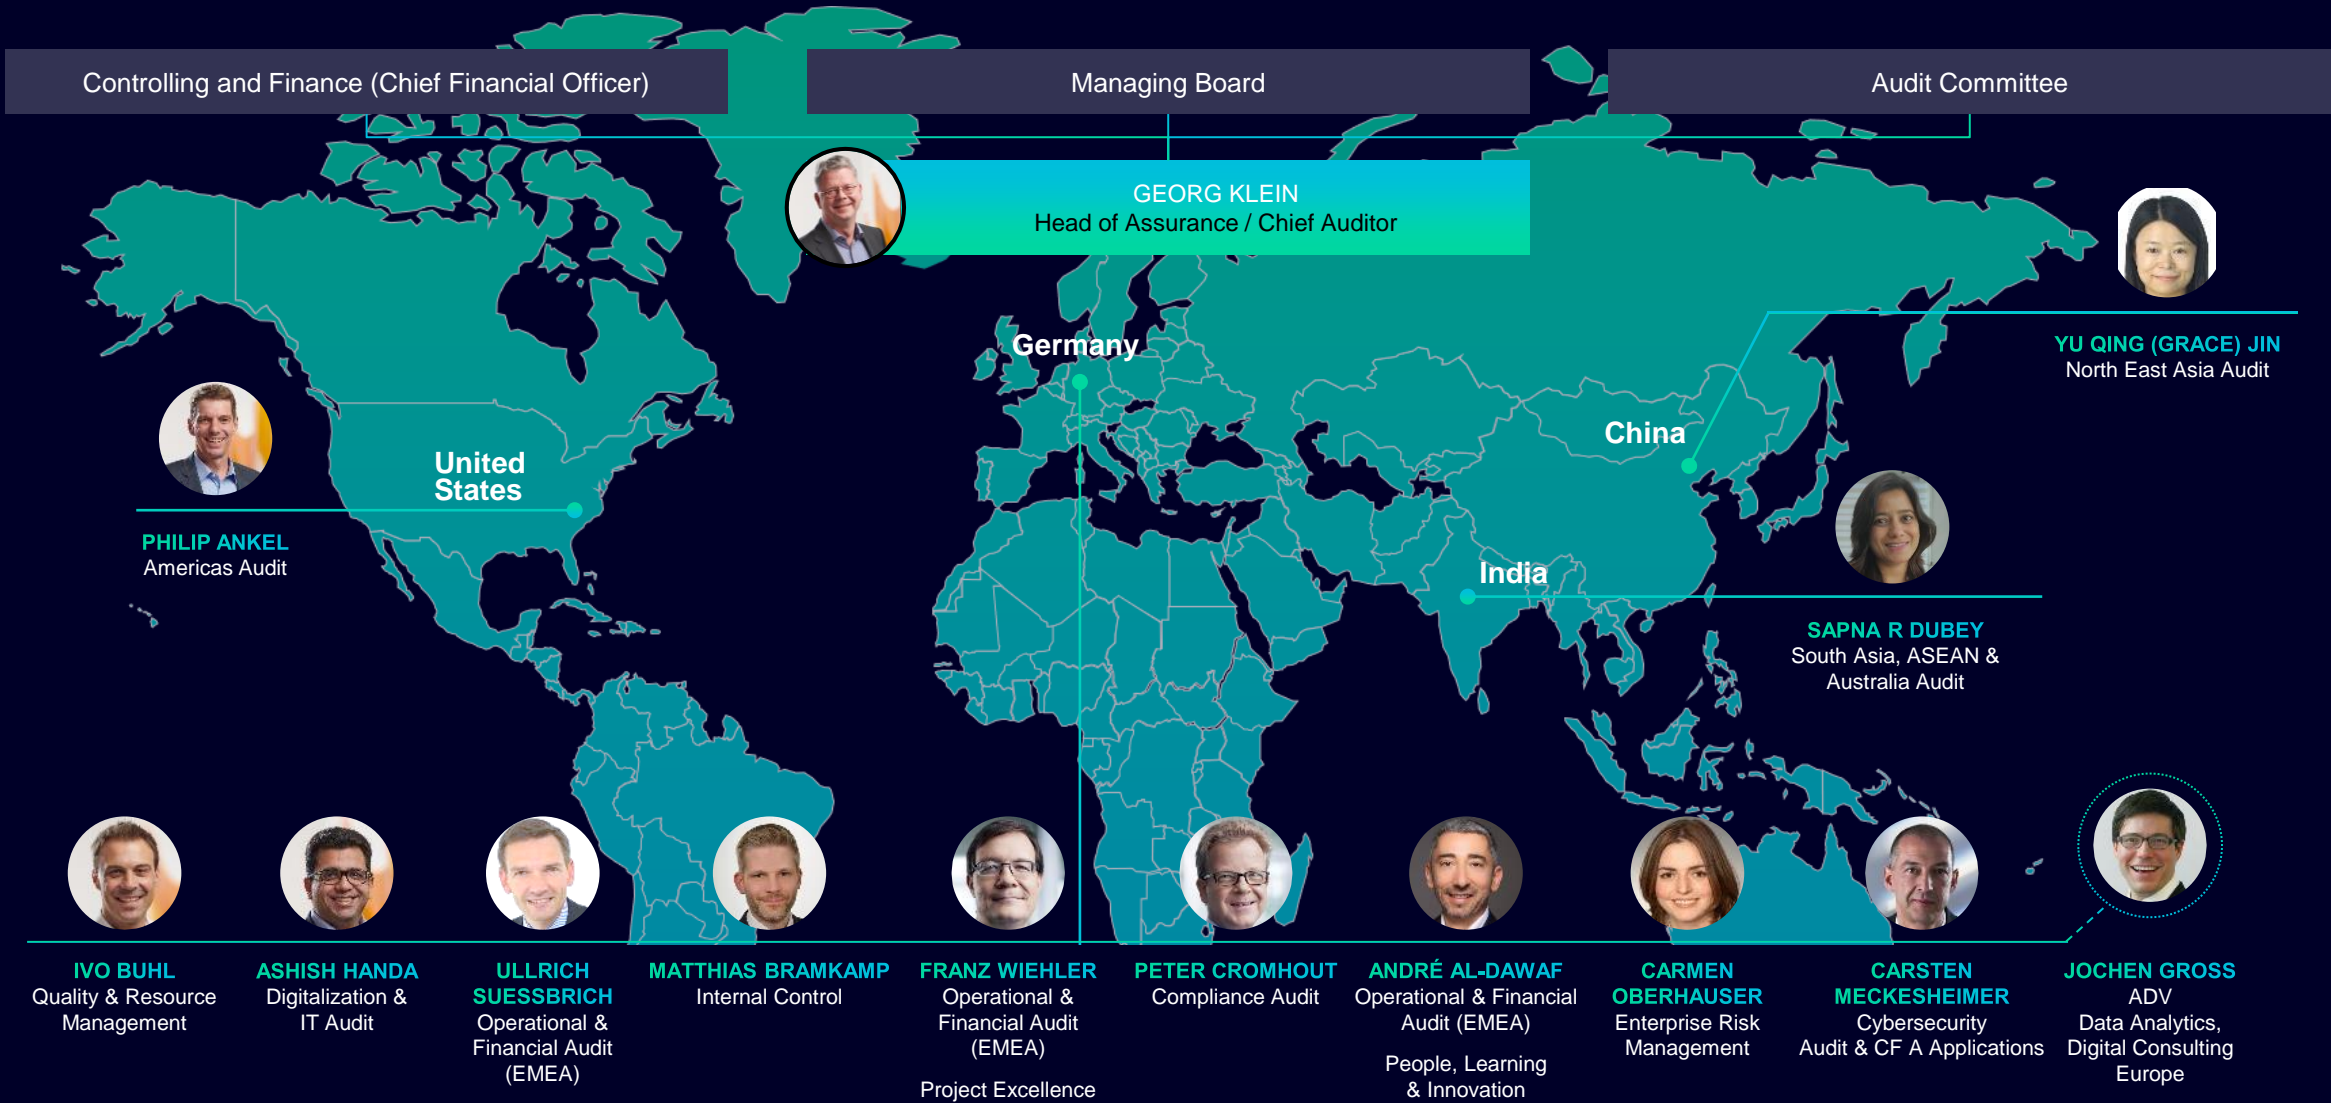 Controlling and Finance (Chief Financial Officer)
Managing Board
Audit Committee
GEORG KLEIN
Head of Assurance / Chief Auditor
Germany
YU QING (GRACE) JIN
North East Asia Audit
China
United
States
PHILIP ANKEL
Americas Audit
India
SAPNA R DUBEY
South Asia, ASEAN &
Australia Audit
IVO BUHL
Quality & Resource
Management
ASHISH HANDA
Digitalization &
IT Audit
ULLRICH
SUESSBRICH
Operational &
Financial Audit
(EMEA)
MATTHIAS BRAMKAMP
Internal Control
FRANZ WIEHLER
Operational &
Financial Audit
(EMEA)
Project Excellence
PETER CROMHOUT
Compliance Audit
ANDRÉ AL-DAWAF
Operational & Financial
Audit (EMEA)
People, Learning
& Innovation
CARMEN
OBERHAUSER
Enterprise Risk
Management
CARSTEN
MECKESHEIMER
Cybersecurity
Audit & CF A Applications
JOCHEN GROSS
ADV
Data Analytics,
Digital Consulting
Europe